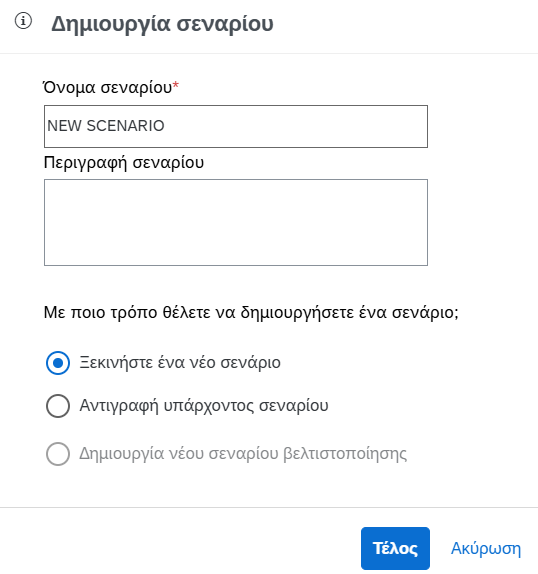 Δημιουργία σεναρίου
Όνομα σεναρίου*
NEW SCENARIO
Περιγραφή σεναρίου
Με ποιο τρόπο θέλετε να δημιουργήσετε ένα σενάριο;
Ξεκινήστε ένα νέο σενάριο
Αντιγραφή υπάρχοντος σεναρίου
Δημιουργία νέου σεναρίου βελτιστοποίησης
Τέλος Ακύρωση